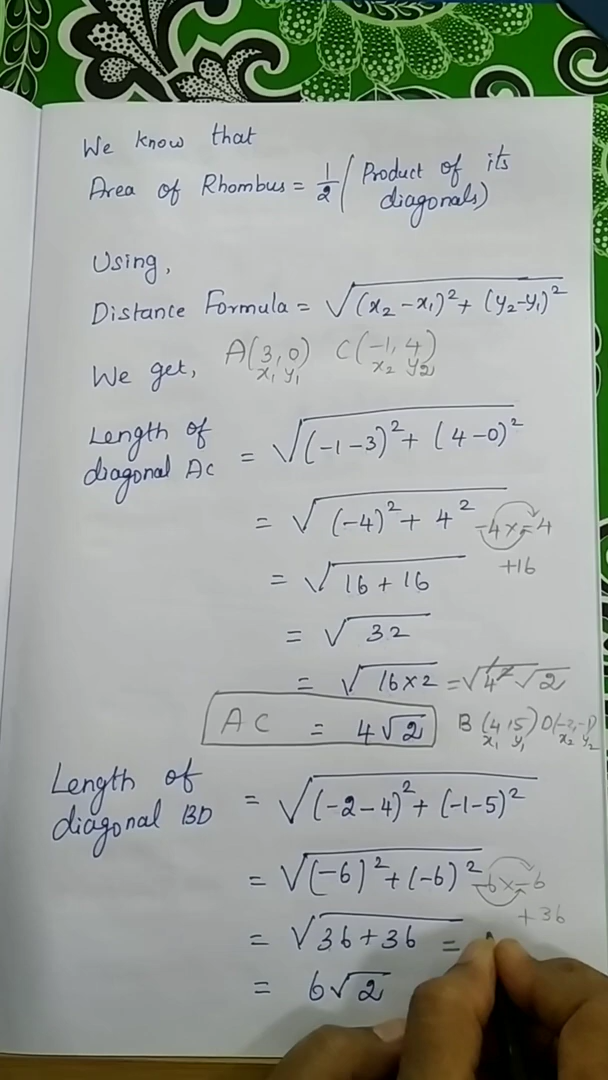 We know that
Area of Rhombus = 1/2 (Product of its diagonals)
Using,
Distance Formula = √((x₂ - x₁)² + (y₂ - y₁)²)
We get, A(3, 0) C(-1, 4)
x₁ y₁ x₂ y₂
Length of diagonal AC = √((-1-3)² + (4-0)²)
= √((-4)² + 4²) -4 x -4
+16
= √(16 + 16)
= √32
= √(16 × 2) = √4² √2
AC = 4√2 B(4, 5) D(-2, -1)
x₁ y₁ x₂ y₂
Length of diagonal BD = √((-2-4)² + (-1-5)²)
= √((-6)² + (-6)²) -6 x -6
+36
= √(36 + 36) =
= 6√2